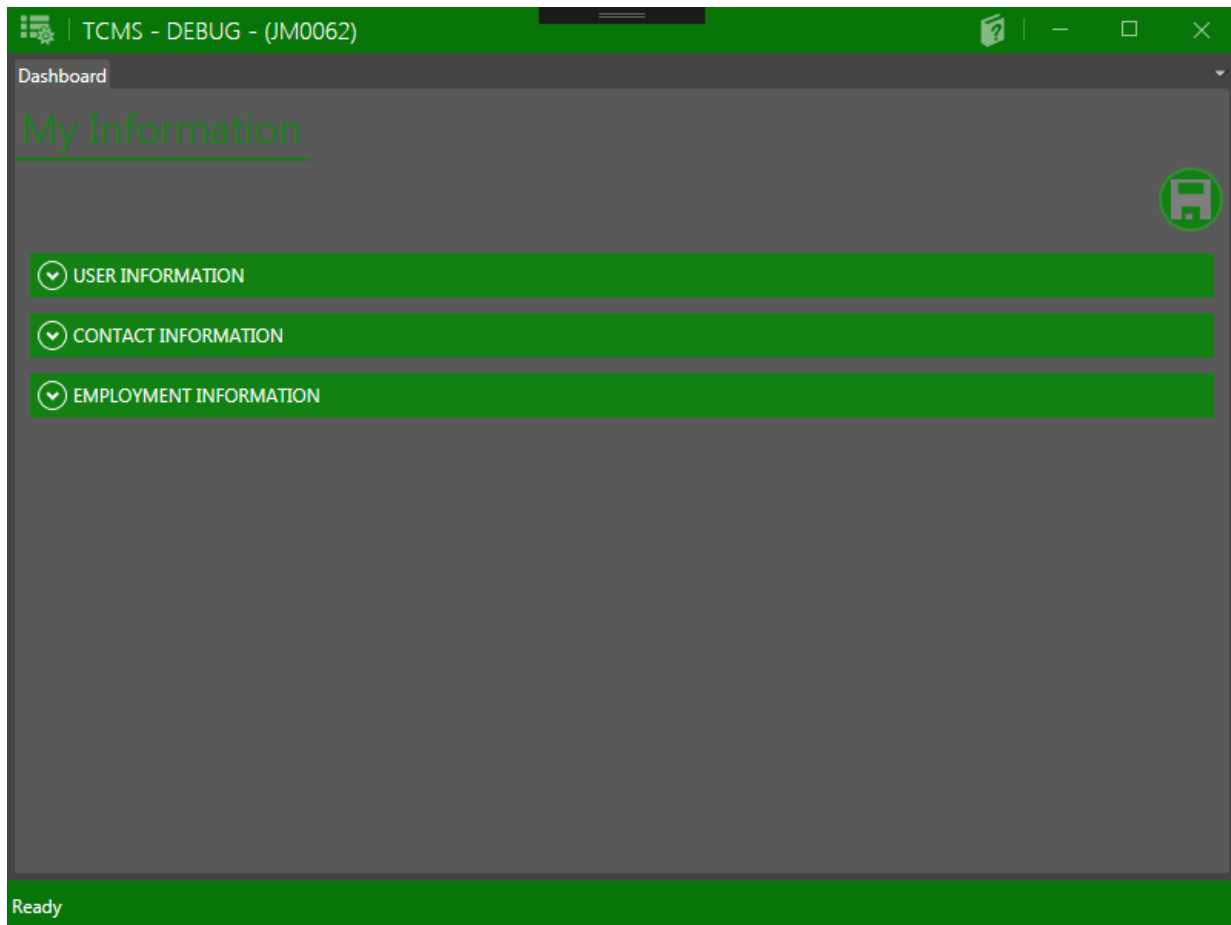 TCMS - DEBUG - (JM0062)
Dashboard
My Information
USER INFORMATION
CONTACT INFORMATION
EMPLOYMENT INFORMATION
Ready